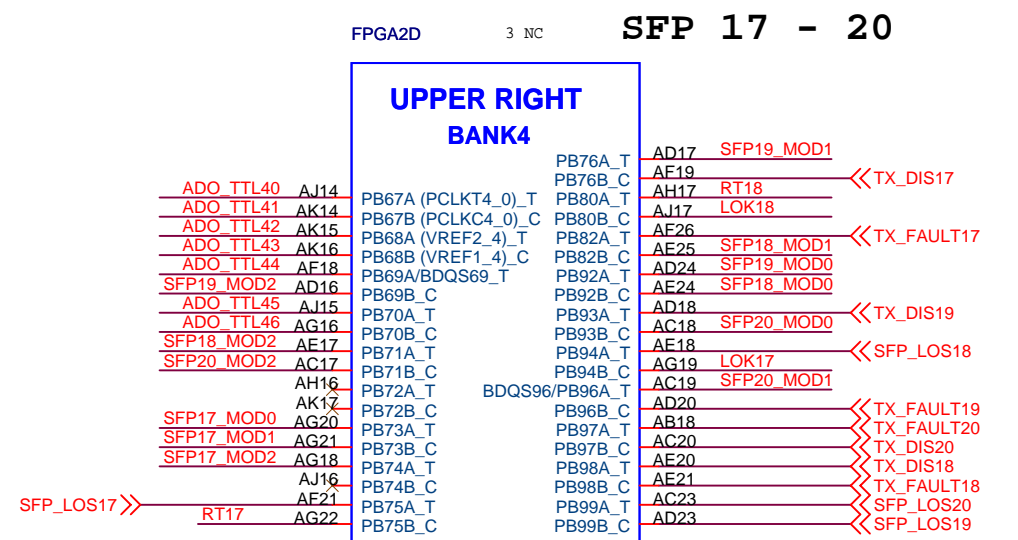 FPGA2D 3 NC SFP 17 - 20
UPPER RIGHT
BANK4
PB76A_T AD17 SFP19_MOD1
PB76B_C AF19 TX_DIS17
ADO_TTL40 AJ14 PB67A (PCLKT4_0)_T PB80A_T AH17 RT18
ADO_TTL41 AK14 PB67B (PCLKC4_0)_C PB80B_C AJ17 LOK18
ADO_TTL42 AK15 PB68A (VREF2_4)_T PB82A_T AF26 TX_FAULT17
ADO_TTL43 AK16 PB68B (VREF1_4)_C PB82B_C AE25 SFP18_MOD1
ADO_TTL44 AF18 PB69A/BDQS69_T PB92A_T AD24 SFP19_MOD0
SFP19_MOD2 AD16 PB69B_C PB92B_C AE24 SFP18_MOD0
ADO_TTL45 AJ15 PB70A_T PB93A_T AD18 TX_DIS19
ADO_TTL46 AG16 PB70B_C PB93B_C AC18 SFP20_MOD0
SFP18_MOD2 AE17 PB71A_T PB94A_T AE18 SFP_LOS18
SFP20_MOD2 AC17 PB71B_C PB94B_C AG19 LOK17
AH16 PB72A_T BDQS96/PB96A_T AC19 SFP20_MOD1
AK17 PB72B_C PB96B_C AD20 TX_FAULT19
SFP17_MOD0 AG20 PB73A_T PB97A_T AB18 TX_FAULT20
SFP17_MOD1 AG21 PB73B_C PB97B_C AC20 TX_DIS20
SFP17_MOD2 AG18 PB74A_T PB98A_T AE20 TX_DIS18
AJ16 PB74B_C PB98B_C AE21 TX_FAULT18
SFP_LOS17 AF21 PB75A_T PB99A_T AC23 SFP_LOS20
RT17 AG22 PB75B_C PB99B_C AD23 SFP_LOS19